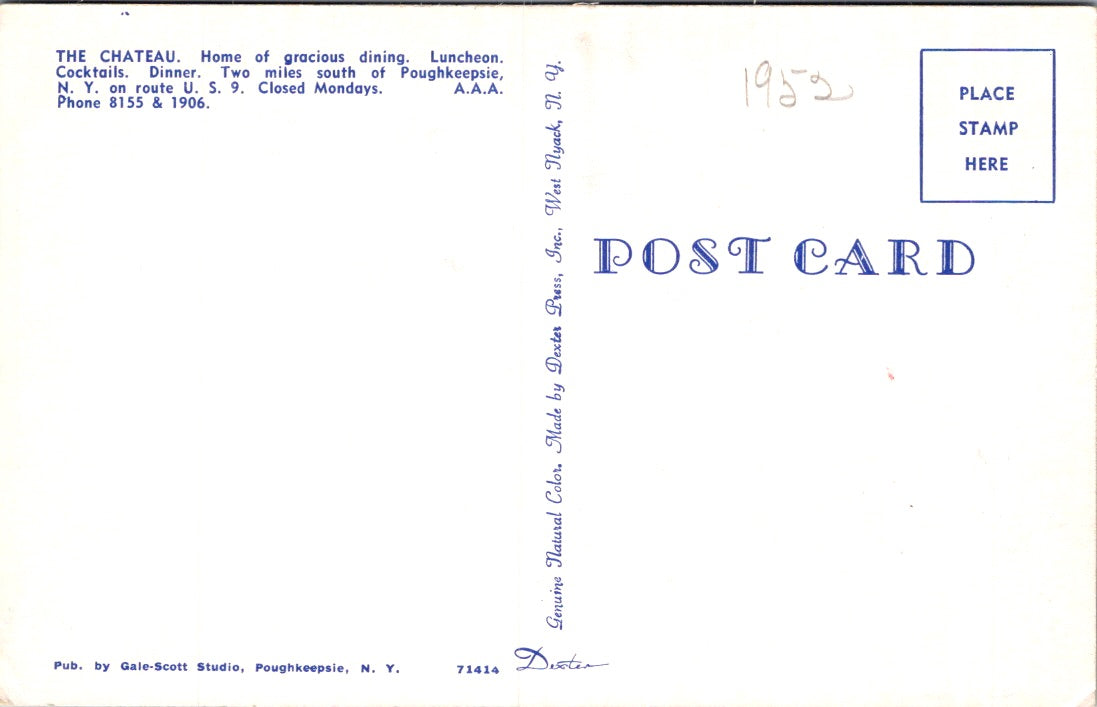 THE CHATEAU. Home of gracious dining. Luncheon.
Cocktails. Dinner. Two miles south of Poughkeepsie,
N. Y. on route U. S. 9. Closed Mondays. A.A.A.
Phone 8155 & 1906.
Genuine Natural Color. Made by Dexter Press, Inc., West Nyack, N. Y.
1952
PLACE
STAMP
HERE
POST CARD
Pub. by Gale-Scott Studio, Poughkeepsie, N. Y. 71414
Dexter